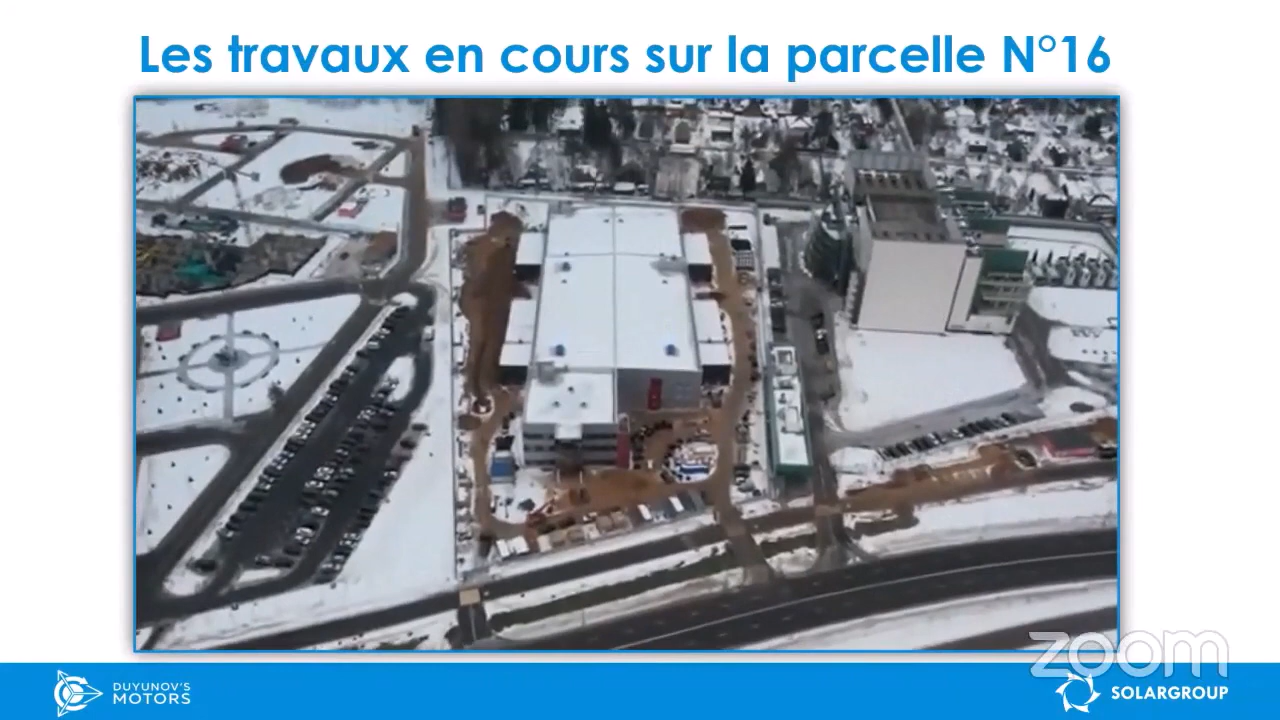 Les travaux en cours sur la parcelle N°16
zoom
DUYUNOV'S
MOTORS
SOLARGROUP